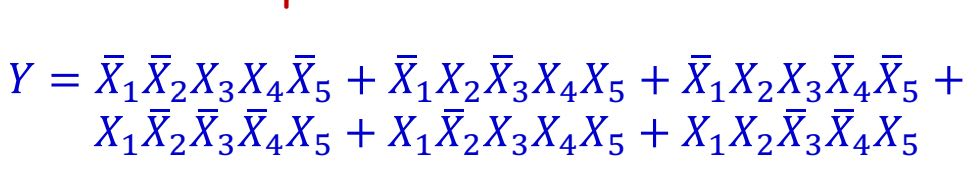 Y = X̅₁X̅₂X₃X₄X̅₅ + X̅₁X₂X̅₃X₄X₅ + X̅₁X₂X₃X̅₄X̅₅ +
X₁X̅₂X̅₃X̅₄X₅ + X₁X̅₂X₃X₄X₅ + X₁X₂X̅₃X̅₄X₅